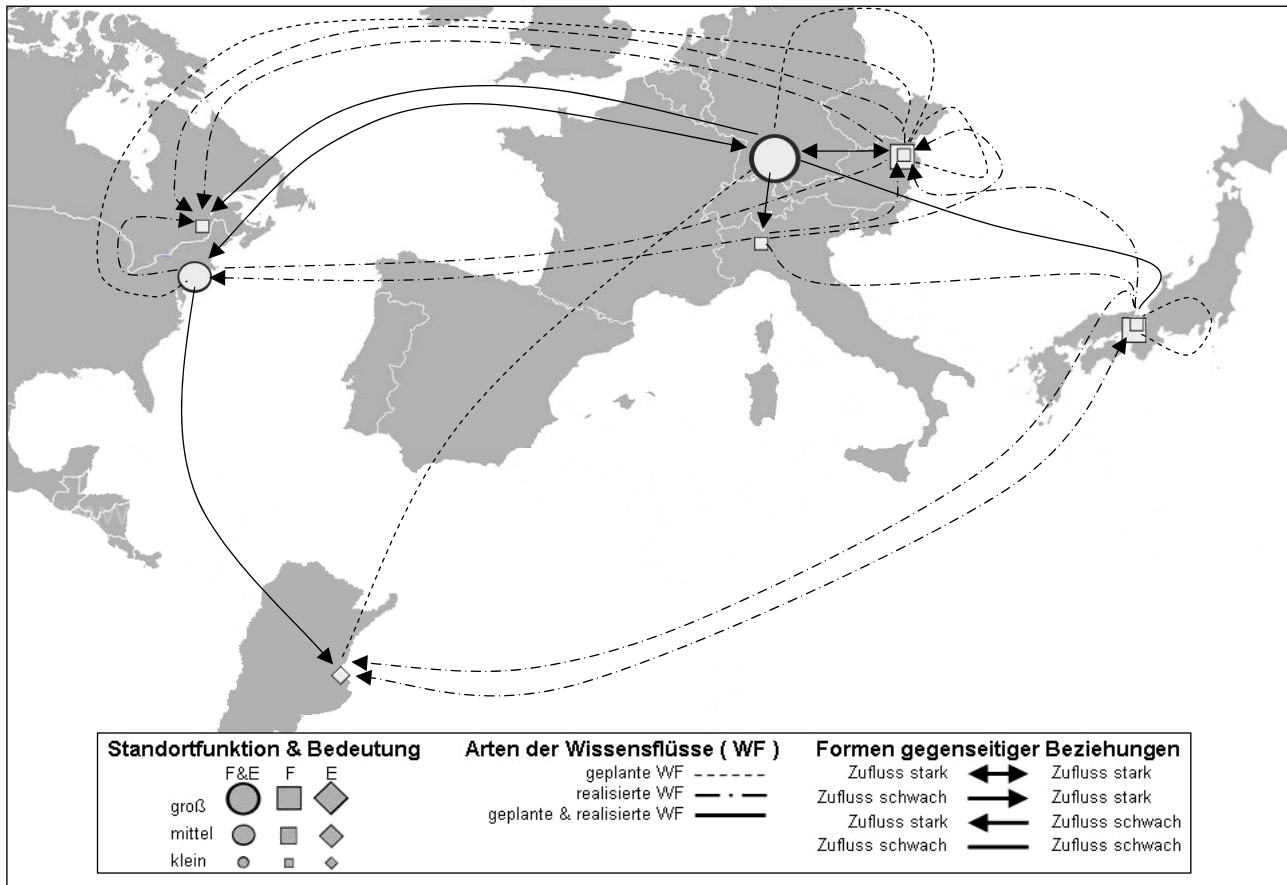 Standortfunktion & Bedeutung
F&E F E
groß
mittel
klein
Arten der Wissensflüsse ( WF )
geplante WF
realisierte WF
geplante & realisierte WF
Formen gegenseitiger Beziehungen
Zufluss stark Zufluss stark
Zufluss schwach Zufluss stark
Zufluss stark Zufluss schwach
Zufluss schwach Zufluss schwach